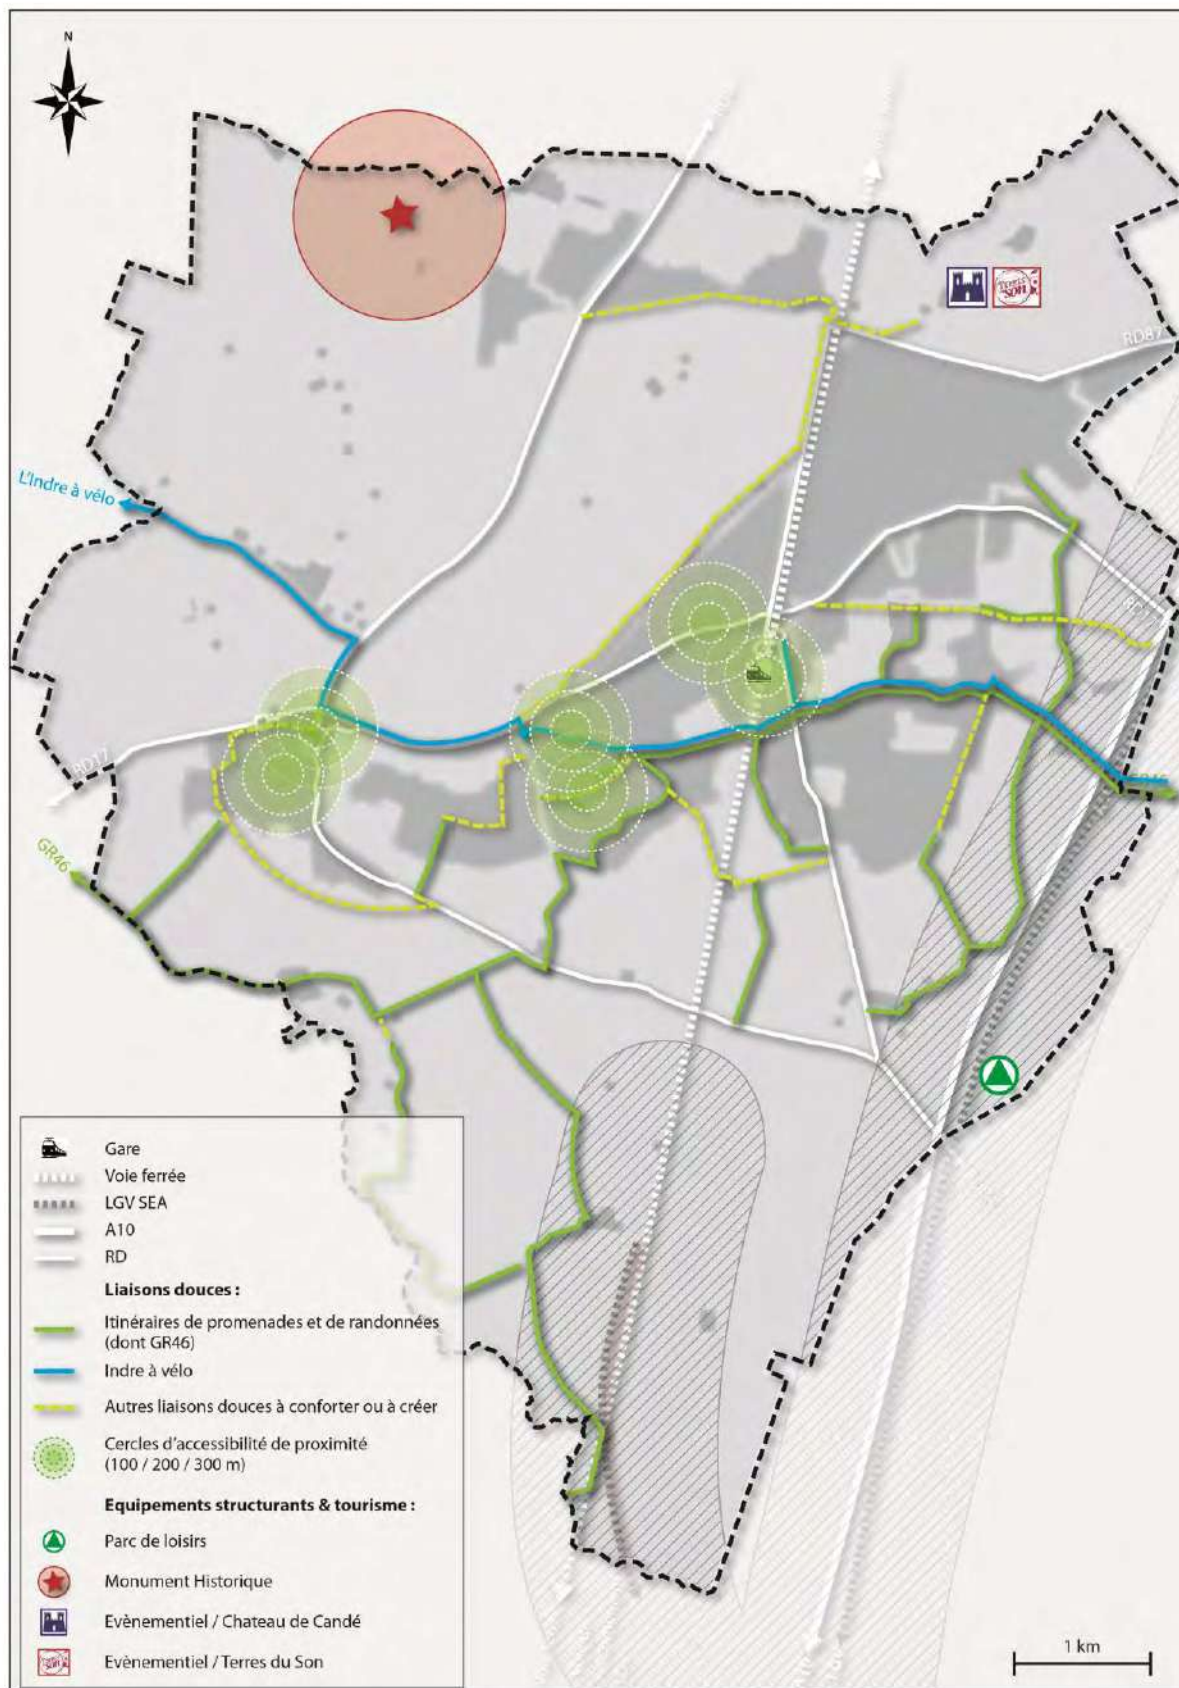 N
RD87
L'Indre à vélo
RD17
GR46
Gare
Voie ferrée
LGV SEA
A10
RD
Liaisons douces :
Itinéraires de promenades et de randonnées
(dont GR46)
Indre à vélo
Autres liaisons douces à conforter ou à créer
Cercles d'accessibilité de proximité
(100 / 200 / 300 m)
Equipements structurants & tourisme :
Parc de loisirs
Monument Historique
Evènementiel / Chateau de Candé
Evènementiel / Terres du Son
1 km